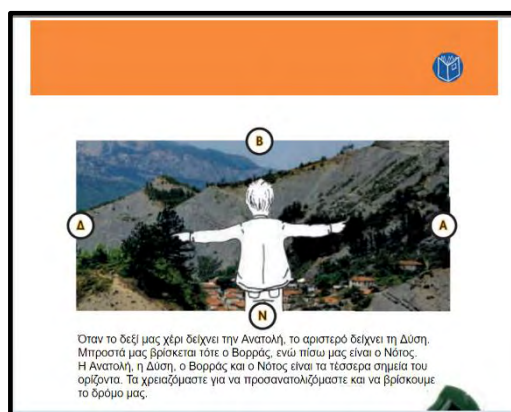 Β
Δ
Α
Ν
Όταν το δεξί μας χέρι δείχνει την Ανατολή, το αριστερό δείχνει τη Δύση.
Μπροστά μας βρίσκεται τότε ο Βορράς, ενώ πίσω μας είναι ο Νότος.
Η Ανατολή, η Δύση, ο Βορράς και ο Νότος είναι τα τέσσερα σημεία του
ορίζοντα. Τα χρειαζόμαστε για να προσανατολιζόμαστε και να βρίσκουμε
το δρόμο μας.